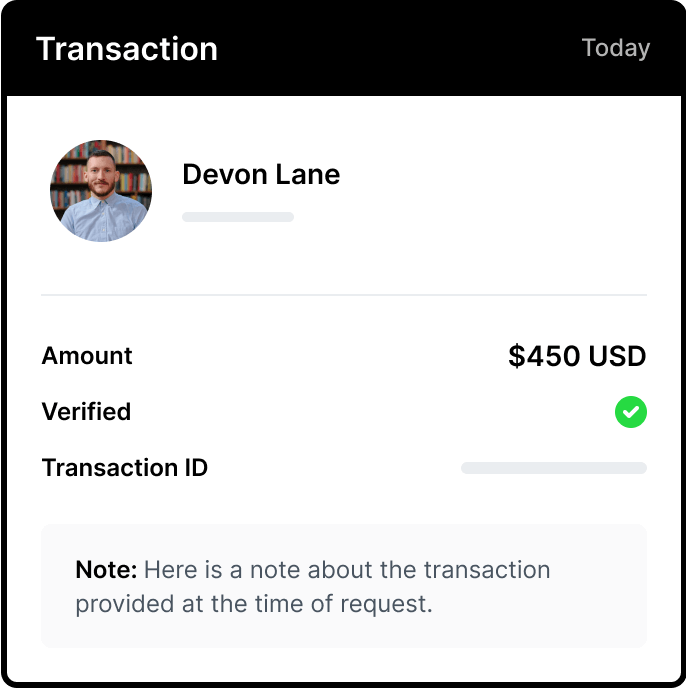 Transaction
Today
Devon Lane
Amount
$450 USD
Verified
Transaction ID
Note: Here is a note about the transaction
provided at the time of request.